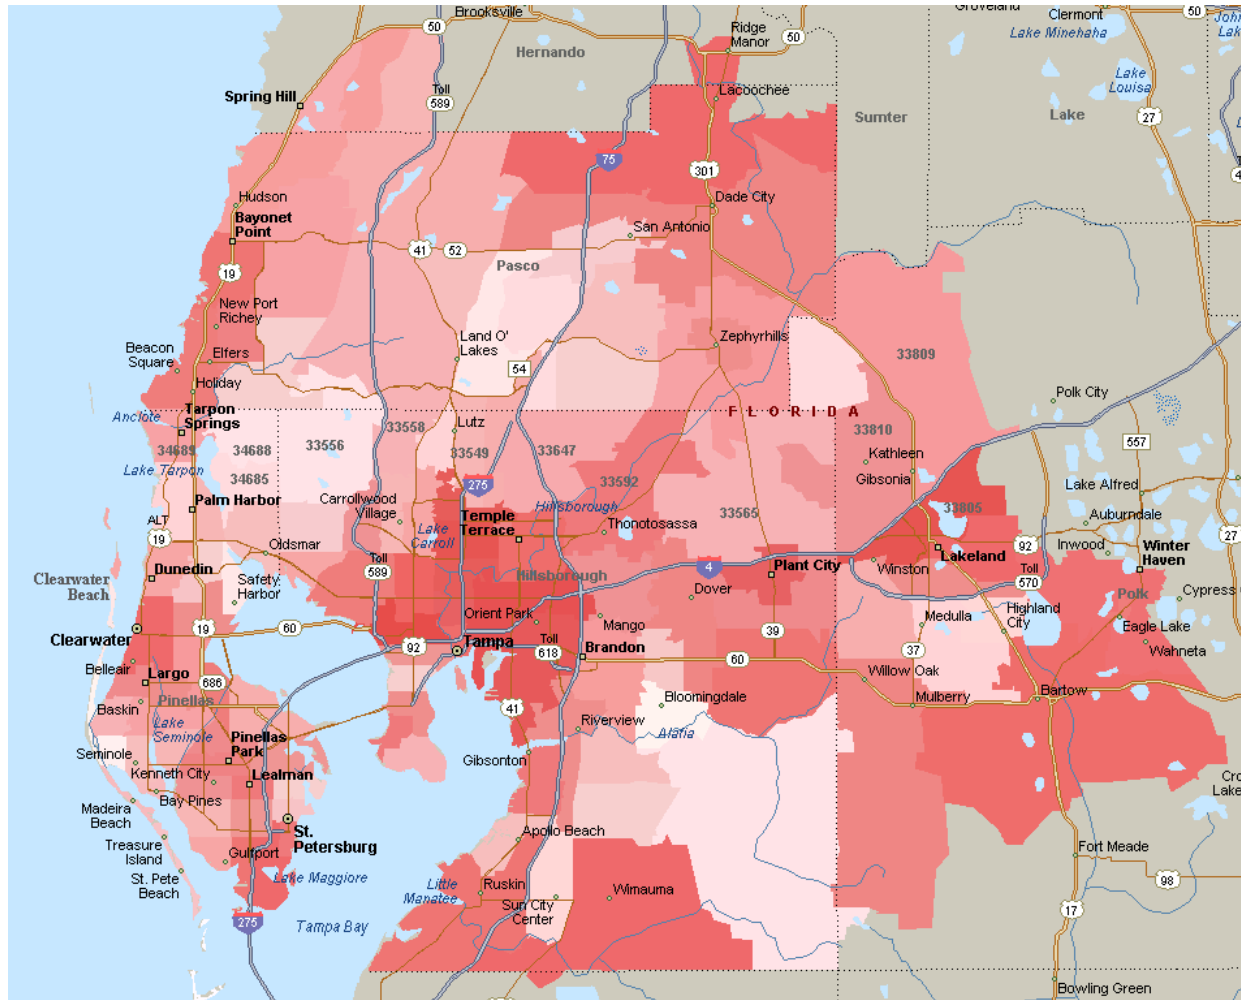 Brooksville
Groveland
Clermont
50
Lake Minehaha
50
Ridge
Manor
50
Hernando
Lake
Louisa
Toll
589
Lacoochee
Spring Hill
Sumter
Lake
27
75
301
Hudson
Dade City
Bayonet
Point
San Antonio
41
52
Pasco
19
New Port
Richey
Land O'
Lakes
Zephyrhills
Beacon
Square
Elfers
54
33809
Holiday
Polk City
Anclote
Tarpon
Springs
FLORIDA
33558
Lutz
33810
34689
34688
33556
33549
33647
Kathleen
557
Lake Tarpon
34685
275
33592
Gibsonia
Lake Alfred
Palm Harbor
Carrollwood
Village
Hillsborough
33565
33805
Auburndale
ALT
19
Lake
Carroll
Temple
Terrace
Thonotosassa
27
Oldsmar
92
Inwood
Winter
Haven
Toll
589
4
Lakeland
Clearwater
Beach
Dunedin
Safety
Harbor
Hillsborough
Plant City
Winston
Toll
570
Dover
Polk
Cypress
Orient Park
Mango
Medulla
Highland
City
Eagle Lake
Clearwater
19
60
92
Tampa
Toll
618
Brandon
39
37
Wahneta
Belleair
60
Willow Oak
Largo
686
Bloomingdale
Mulberry
Bartow
Baskin
Pinellas
41
Lake
Seminole
Riverview
Alafia
Seminole
Pinellas
Park
Gibsonton
Kenneth City
Lealman
Madeira
Beach
Bay Pines
St.
Petersburg
Apollo Beach
Treasure
Island
Gulfport
Fort Meade
St. Pete
Beach
Lake Maggiore
Little
Manatee
Ruskin
Wimauma
98
Sun City
Center
17
275
Tampa Bay
Bowling Green